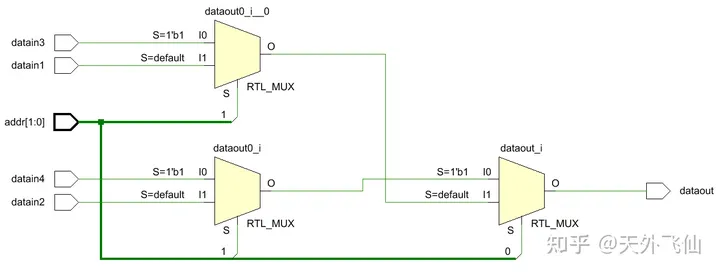 dataout0_i__0
datain3
S=1'b1
I0
O
datain1
S=default
I1
S
RTL_MUX
addr[1:0]
1
dataout0_i
dataout_i
datain4
S=1'b1
I0
O
S=1'b1
I0
O
dataout
datain2
S=default
I1
S=default
I1
S
RTL_MUX
S
RTL_MUX
1
0
知乎 @天外飞仙